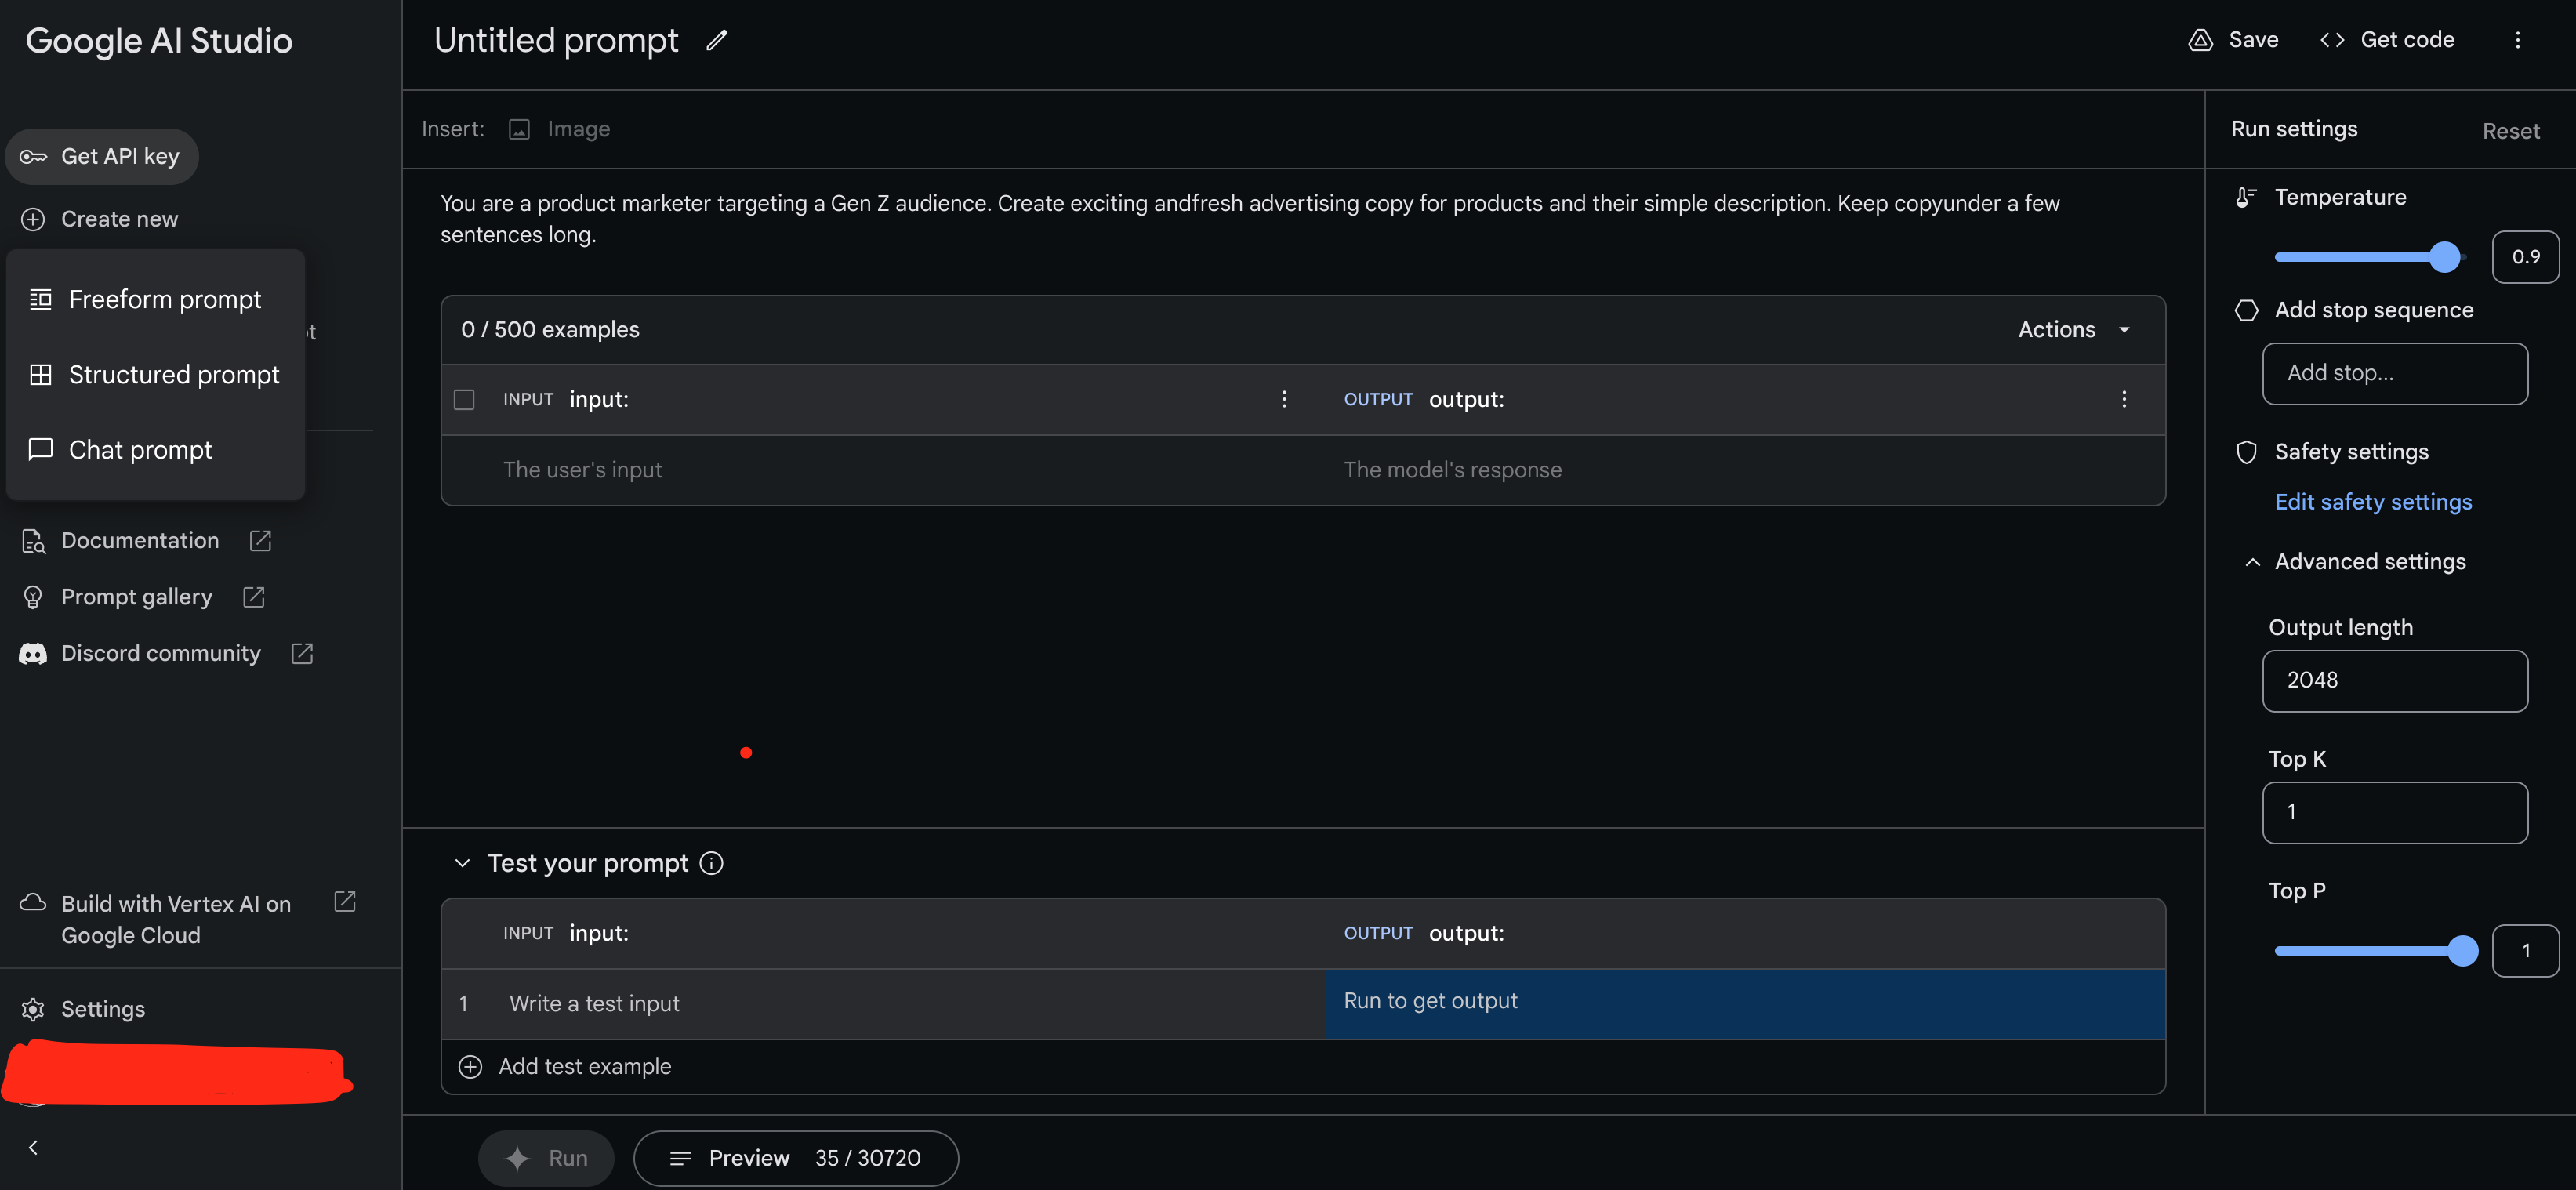 Google AI Studio
Get API key
Create new
Freeform prompt
Structured prompt
Chat prompt
Documentation
Prompt gallery
Discord community
Build with Vertex AI on
Google Cloud
Settings
Untitled prompt
Save
Get code
Insert:
Image
You are a product marketer targeting a Gen Z audience. Create exciting andfresh advertising copy for products and their simple description. Keep copyunder a few
sentences long.
0 / 500 examples
Actions
INPUT input:
OUTPUT output:
The user's input
The model's response
Test your prompt
INPUT input:
OUTPUT output:
1 Write a test input
Run to get output
Add test example
Run
Preview 35 / 30720
Run settings
Reset
Temperature
0.9
Add stop sequence
Add stop...
Safety settings
Edit safety settings
Advanced settings
Output length
2048
Top K
1
Top P
1